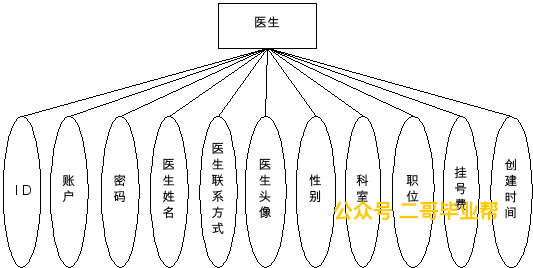 医生
ID
账户
密码
医生姓名
医生联系方式
医生头像
性别
科室
职位
挂号费
创建时间
公众号 二哥毕业帮